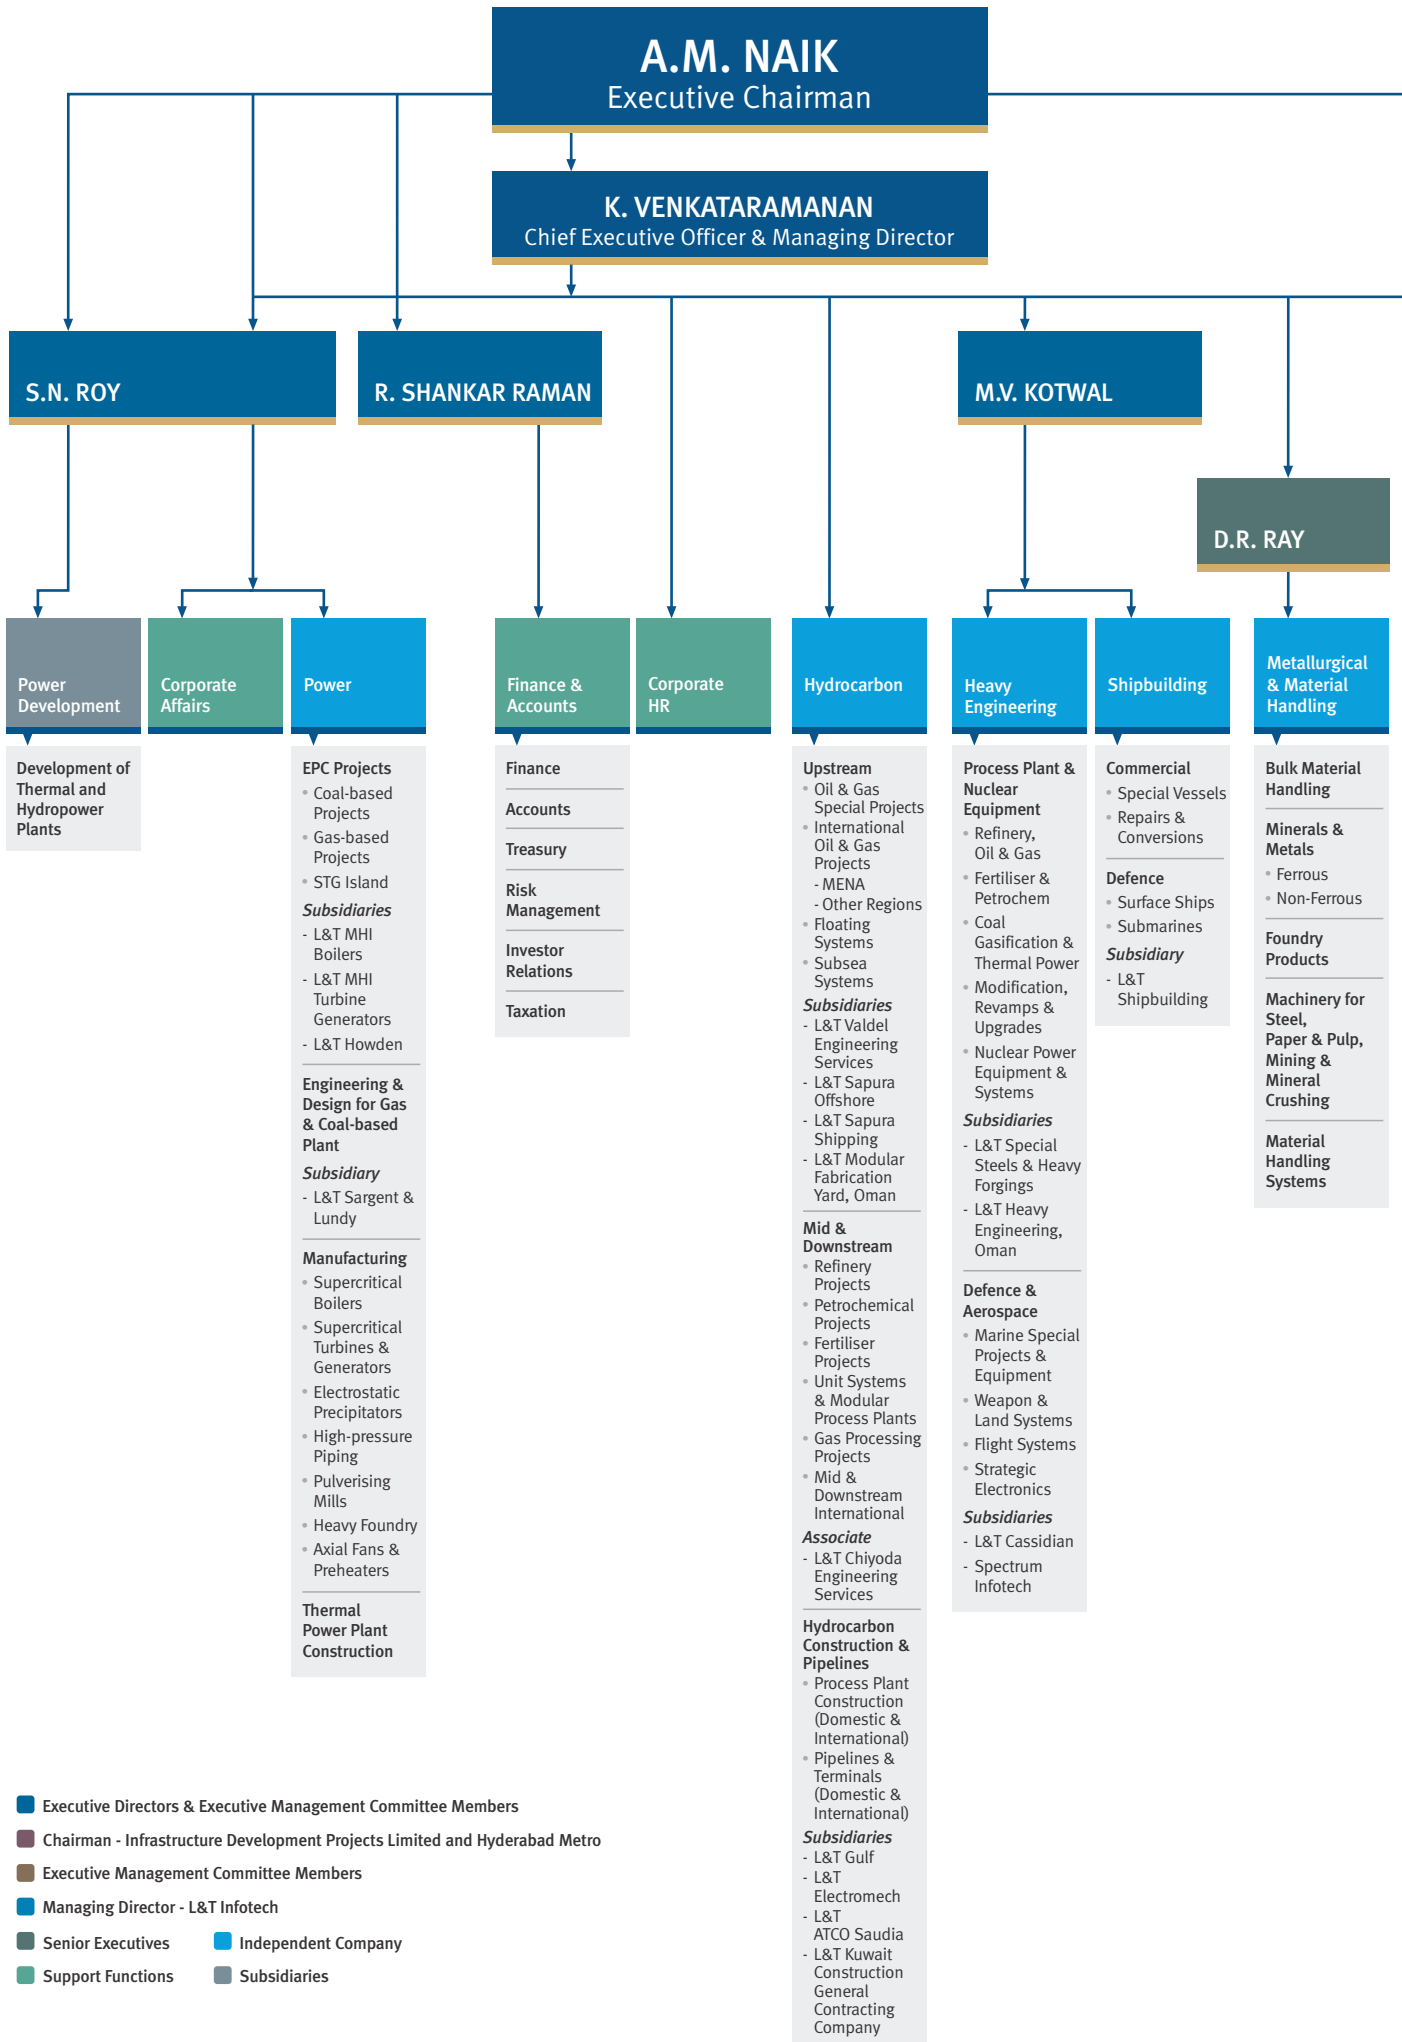 A.M. NAIK
Executive Chairman
K. VENKATARAMANAN
Chief Executive Officer & Managing Director
S.N. ROY
R. SHANKAR RAMAN
M.V. KOTWAL
D.R. RAY
Power
Development
Development of
Thermal and
Hydropower
Plants
Corporate
Affairs
Power
EPC Projects
• Coal-based
Projects
• Gas-based
Projects
• STG Island
Subsidiaries
- L&T MHI
Boilers
- L&T MHI
Turbine
Generators
- L&T Howden
Engineering &
Design for Gas
& Coal-based
Plant
Subsidiary
- L&T Sargent &
Lundy
Manufacturing
• Supercritical
Boilers
• Supercritical
Turbines &
Generators
• Electrostatic
Precipitators
• High-pressure
Piping
• Pulverising
Mills
• Heavy Foundry
• Axial Fans &
Preheaters
Thermal
Power Plant
Construction
Finance &
Accounts
Finance
Accounts
Treasury
Risk
Management
Investor
Relations
Taxation
Corporate
HR
Hydrocarbon
Upstream
• Oil & Gas
Special Projects
• International
Oil & Gas
Projects
- MENA
- Other Regions
• Floating
Systems
• Subsea
Systems
Subsidiaries
- L&T Valdel
Engineering
Services
- L&T Sapura
Offshore
- L&T Sapura
Shipping
- L&T Modular
Fabrication
Yard, Oman
Mid &
Downstream
• Refinery
Projects
• Petrochemical
Projects
• Fertiliser
Projects
• Unit Systems
& Modular
Process Plants
• Gas Processing
Projects
• Mid &
Downstream
International
Associate
- L&T Chiyoda
Engineering
Services
Hydrocarbon
Construction &
Pipelines
• Process Plant
Construction
(Domestic &
International)
• Pipelines &
Terminals
(Domestic &
International)
Subsidiaries
- L&T Gulf
- L&T
Electromech
- L&T
ATCO Saudia
- L&T Kuwait
Construction
General
Contracting
Company
Heavy
Engineering
Process Plant &
Nuclear
Equipment
• Refinery,
Oil & Gas
• Fertiliser &
Petrochem
• Coal
Gasification &
Thermal Power
• Modification,
Revamps &
Upgrades
• Nuclear Power
Equipment &
Systems
Subsidiaries
- L&T Special
Steels & Heavy
Forgings
- L&T Heavy
Engineering,
Oman
Defence &
Aerospace
• Marine Special
Projects &
Equipment
• Weapon &
Land Systems
• Flight Systems
• Strategic
Electronics
Subsidiaries
- L&T Cassidian
- Spectrum
Infotech
Shipbuilding
Commercial
• Special Vessels
• Repairs &
Conversions
Defence
• Surface Ships
• Submarines
Subsidiary
- L&T
Shipbuilding
Metallurgical
& Material
Handling
Bulk Material
Handling
Minerals &
Metals
• Ferrous
• Non-Ferrous
Foundry
Products
Machinery for
Steel,
Paper & Pulp,
Mining &
Mineral
Crushing
Material
Handling
Systems
Executive Directors & Executive Management Committee Members
Chairman - Infrastructure Development Projects Limited and Hyderabad Metro
Executive Management Committee Members
Managing Director - L&T Infotech
Senior Executives
Independent Company
Support Functions
Subsidiaries